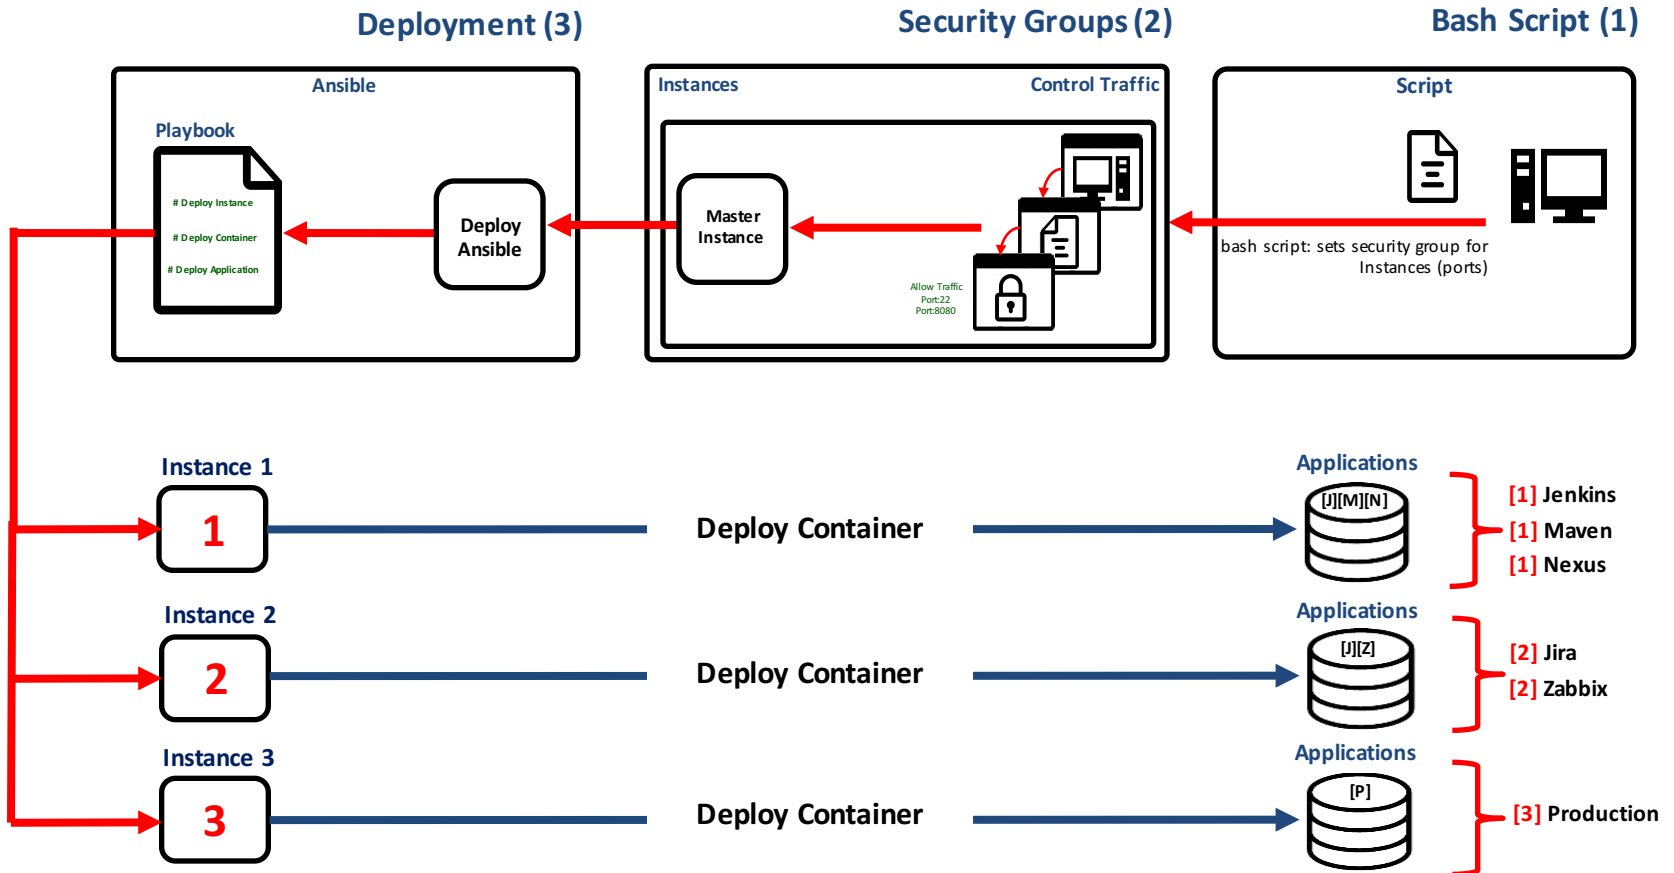 Deployment (3)
Security Groups (2)
Bash Script (1)
Ansible
Playbook
# Deploy Instance
# Deploy Container
# Deploy Application
Deploy
Ansible
Instances
Control Traffic
Master
Instance
Allow Traffic
Port:22
Port:8080
Script
bash script: sets security group for
Instances (ports)
Instance 1
1
Deploy Container
Applications
[J][M][N]
[1] Jenkins
[1] Maven
[1] Nexus
Instance 2
2
Deploy Container
Applications
[J][Z]
[2] Jira
[2] Zabbix
Instance 3
3
Deploy Container
Applications
[P]
[3] Production